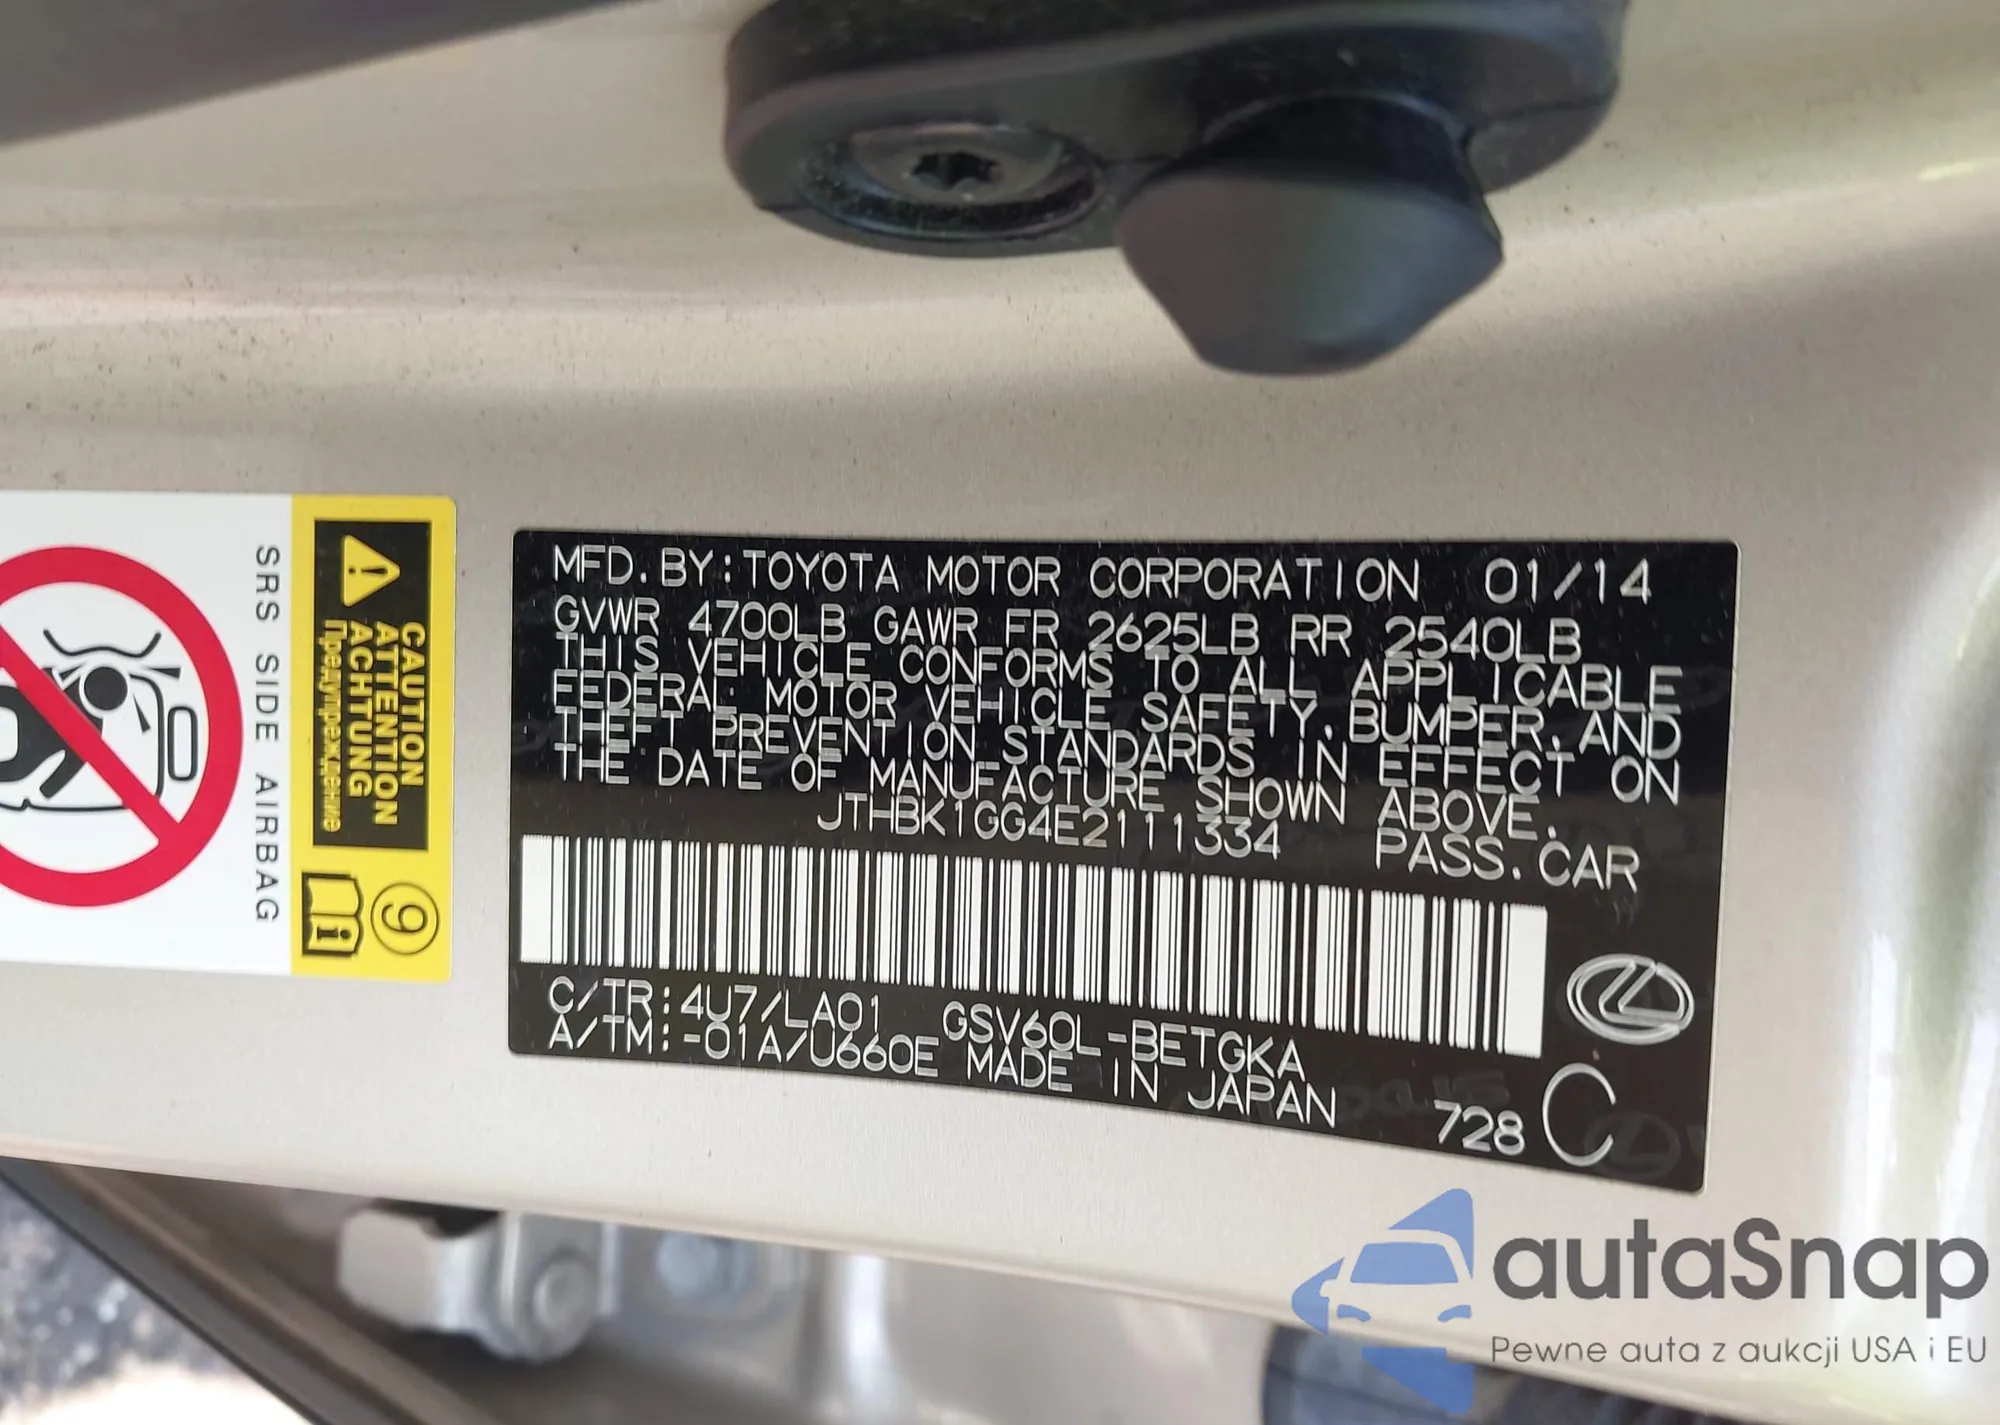 MFD. BY: TOYOTA MOTOR CORPORATION 01/14
GVWR 4700LB GAWR FR 2625LB RR 2540LB
THIS VEHICLE CONFORMS TO ALL APPLICABLE
FEDERAL MOTOR VEHICLE SAFETY, BUMPER, AND
THEFT PREVENTION STANDARDS IN EFFECT ON
THE DATE OF MANUFACTURE SHOWN ABOVE.
JTHBK1GG4E2111334 PASS. CAR
C/TR: 4U7/LA01 GSV60L-BETGKA
A/TM: -01A/U660E MADE IN JAPAN
728 C
CAUTION
ATTENTION
ACHTUNG
Предупреждение
9
i
SRS SIDE AIRBAG
autaSnap
Pewne auta z aukcji USA i EU